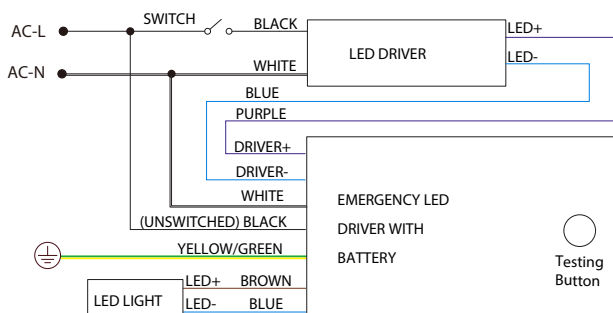 SWITCH
AC-L
BLACK
LED DRIVER
LED+
AC-N
WHITE
LED-
BLUE
PURPLE
DRIVER+
DRIVER-
WHITE
EMERGENCY LED
(UNSWITCHED) BLACK
DRIVER WITH
YELLOW/GREEN
BATTERY
Testing
Button
LED LIGHT
LED+ BROWN
LED- BLUE